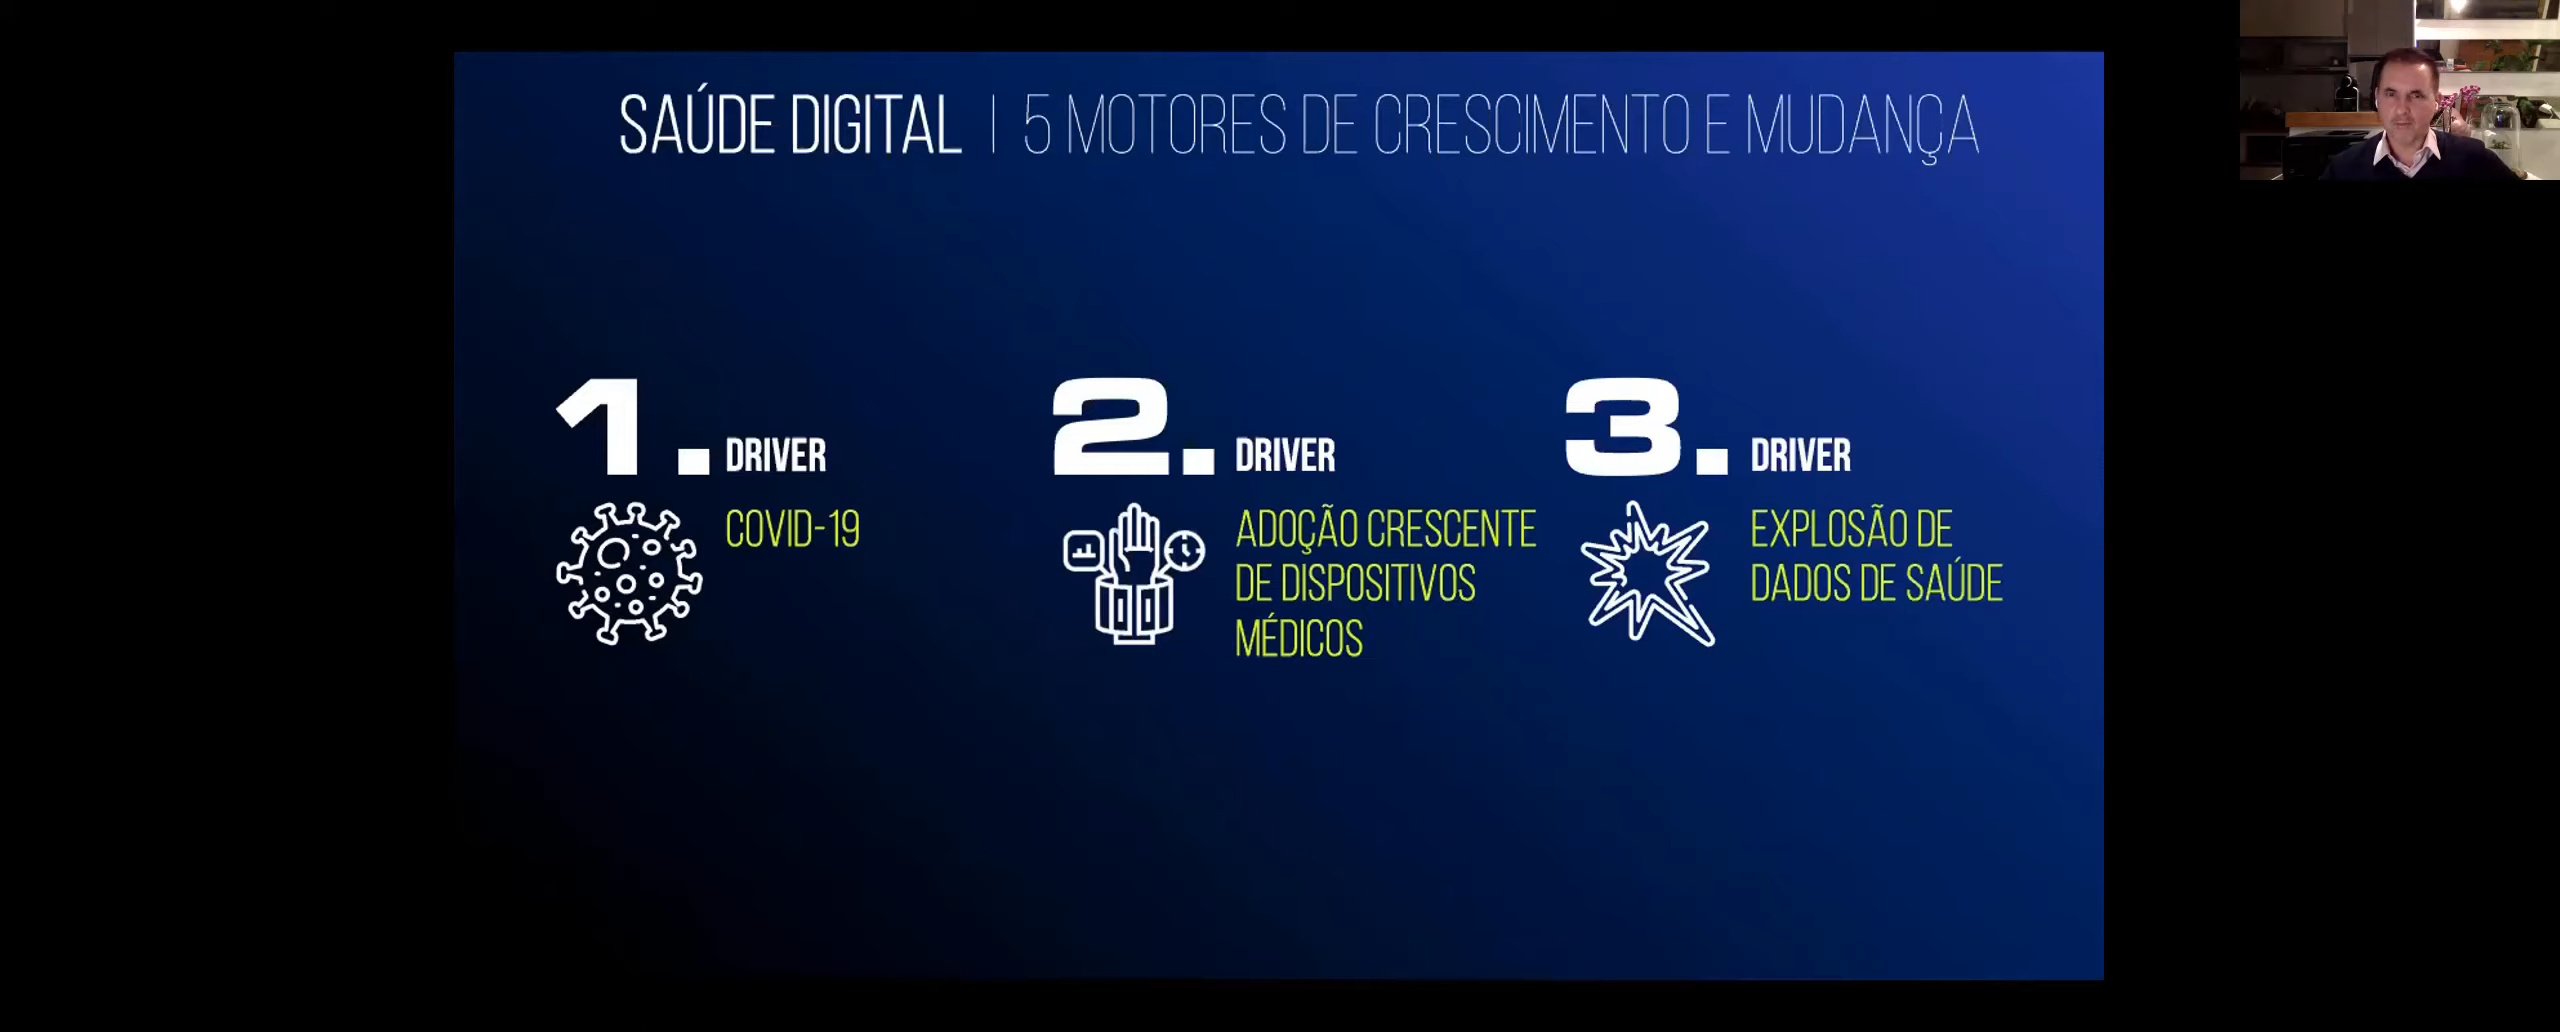 SAÚDE DIGITAL | 5 MOTORES DE CRESCIMENTO E MUDANÇA
1. DRIVER
COVID-19
2. DRIVER
ADOÇÃO CRESCENTE
DE DISPOSITIVOS
MÉDICOS
3. DRIVER
EXPLOSÃO DE
DADOS DE SAÚDE